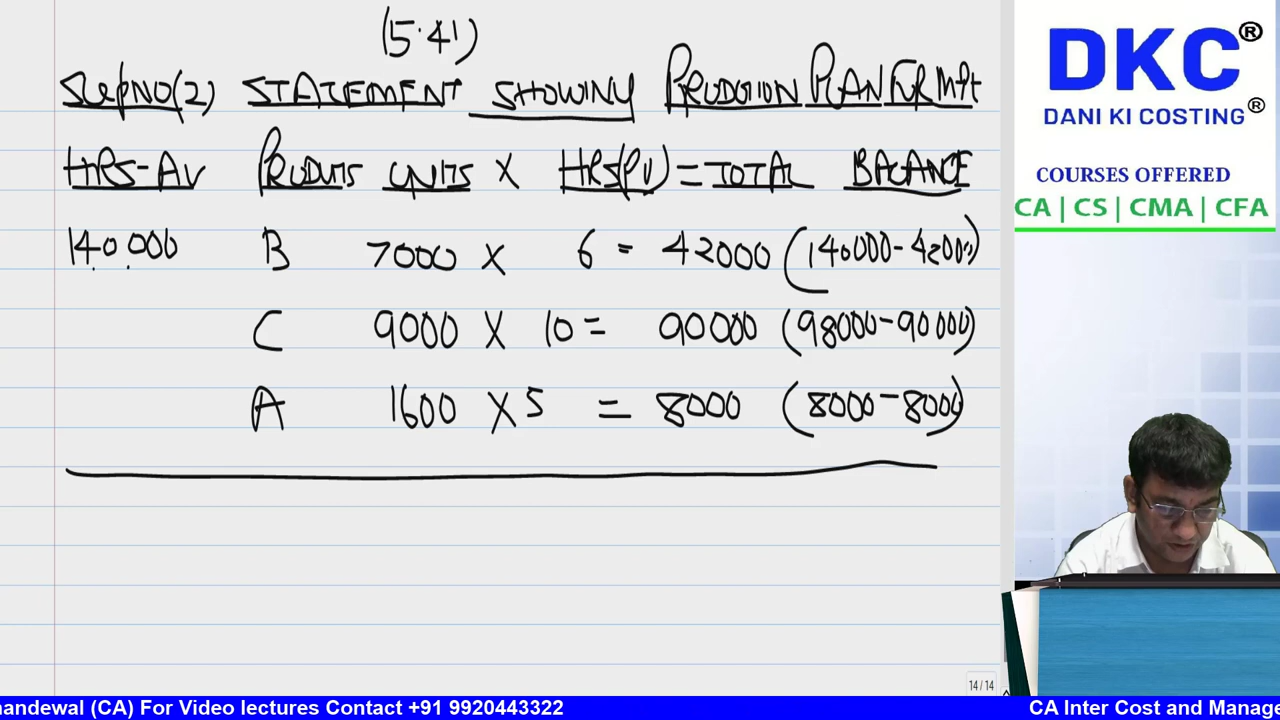 (5.41)
Step NO(2) STATEMENT SHOWING PRODUCTION PLAN FOR MPt
HRS-AV PRODUCTS UNITS X HRS(PU) = TOTAL BALANCE
140.000 B 7000 X 6 = 42000 (140000-42000)
C 9000 X 10 = 90000 (98000-90000)
A 1600 X 5 = 8000 (8000-8000)
DKC®
DANI KI COSTING®
COURSES OFFERED
CA | CS | CMA | CFA
14/14
handewal (CA) For Video lectures Contact +91 9920443322
CA Inter Cost and Manage